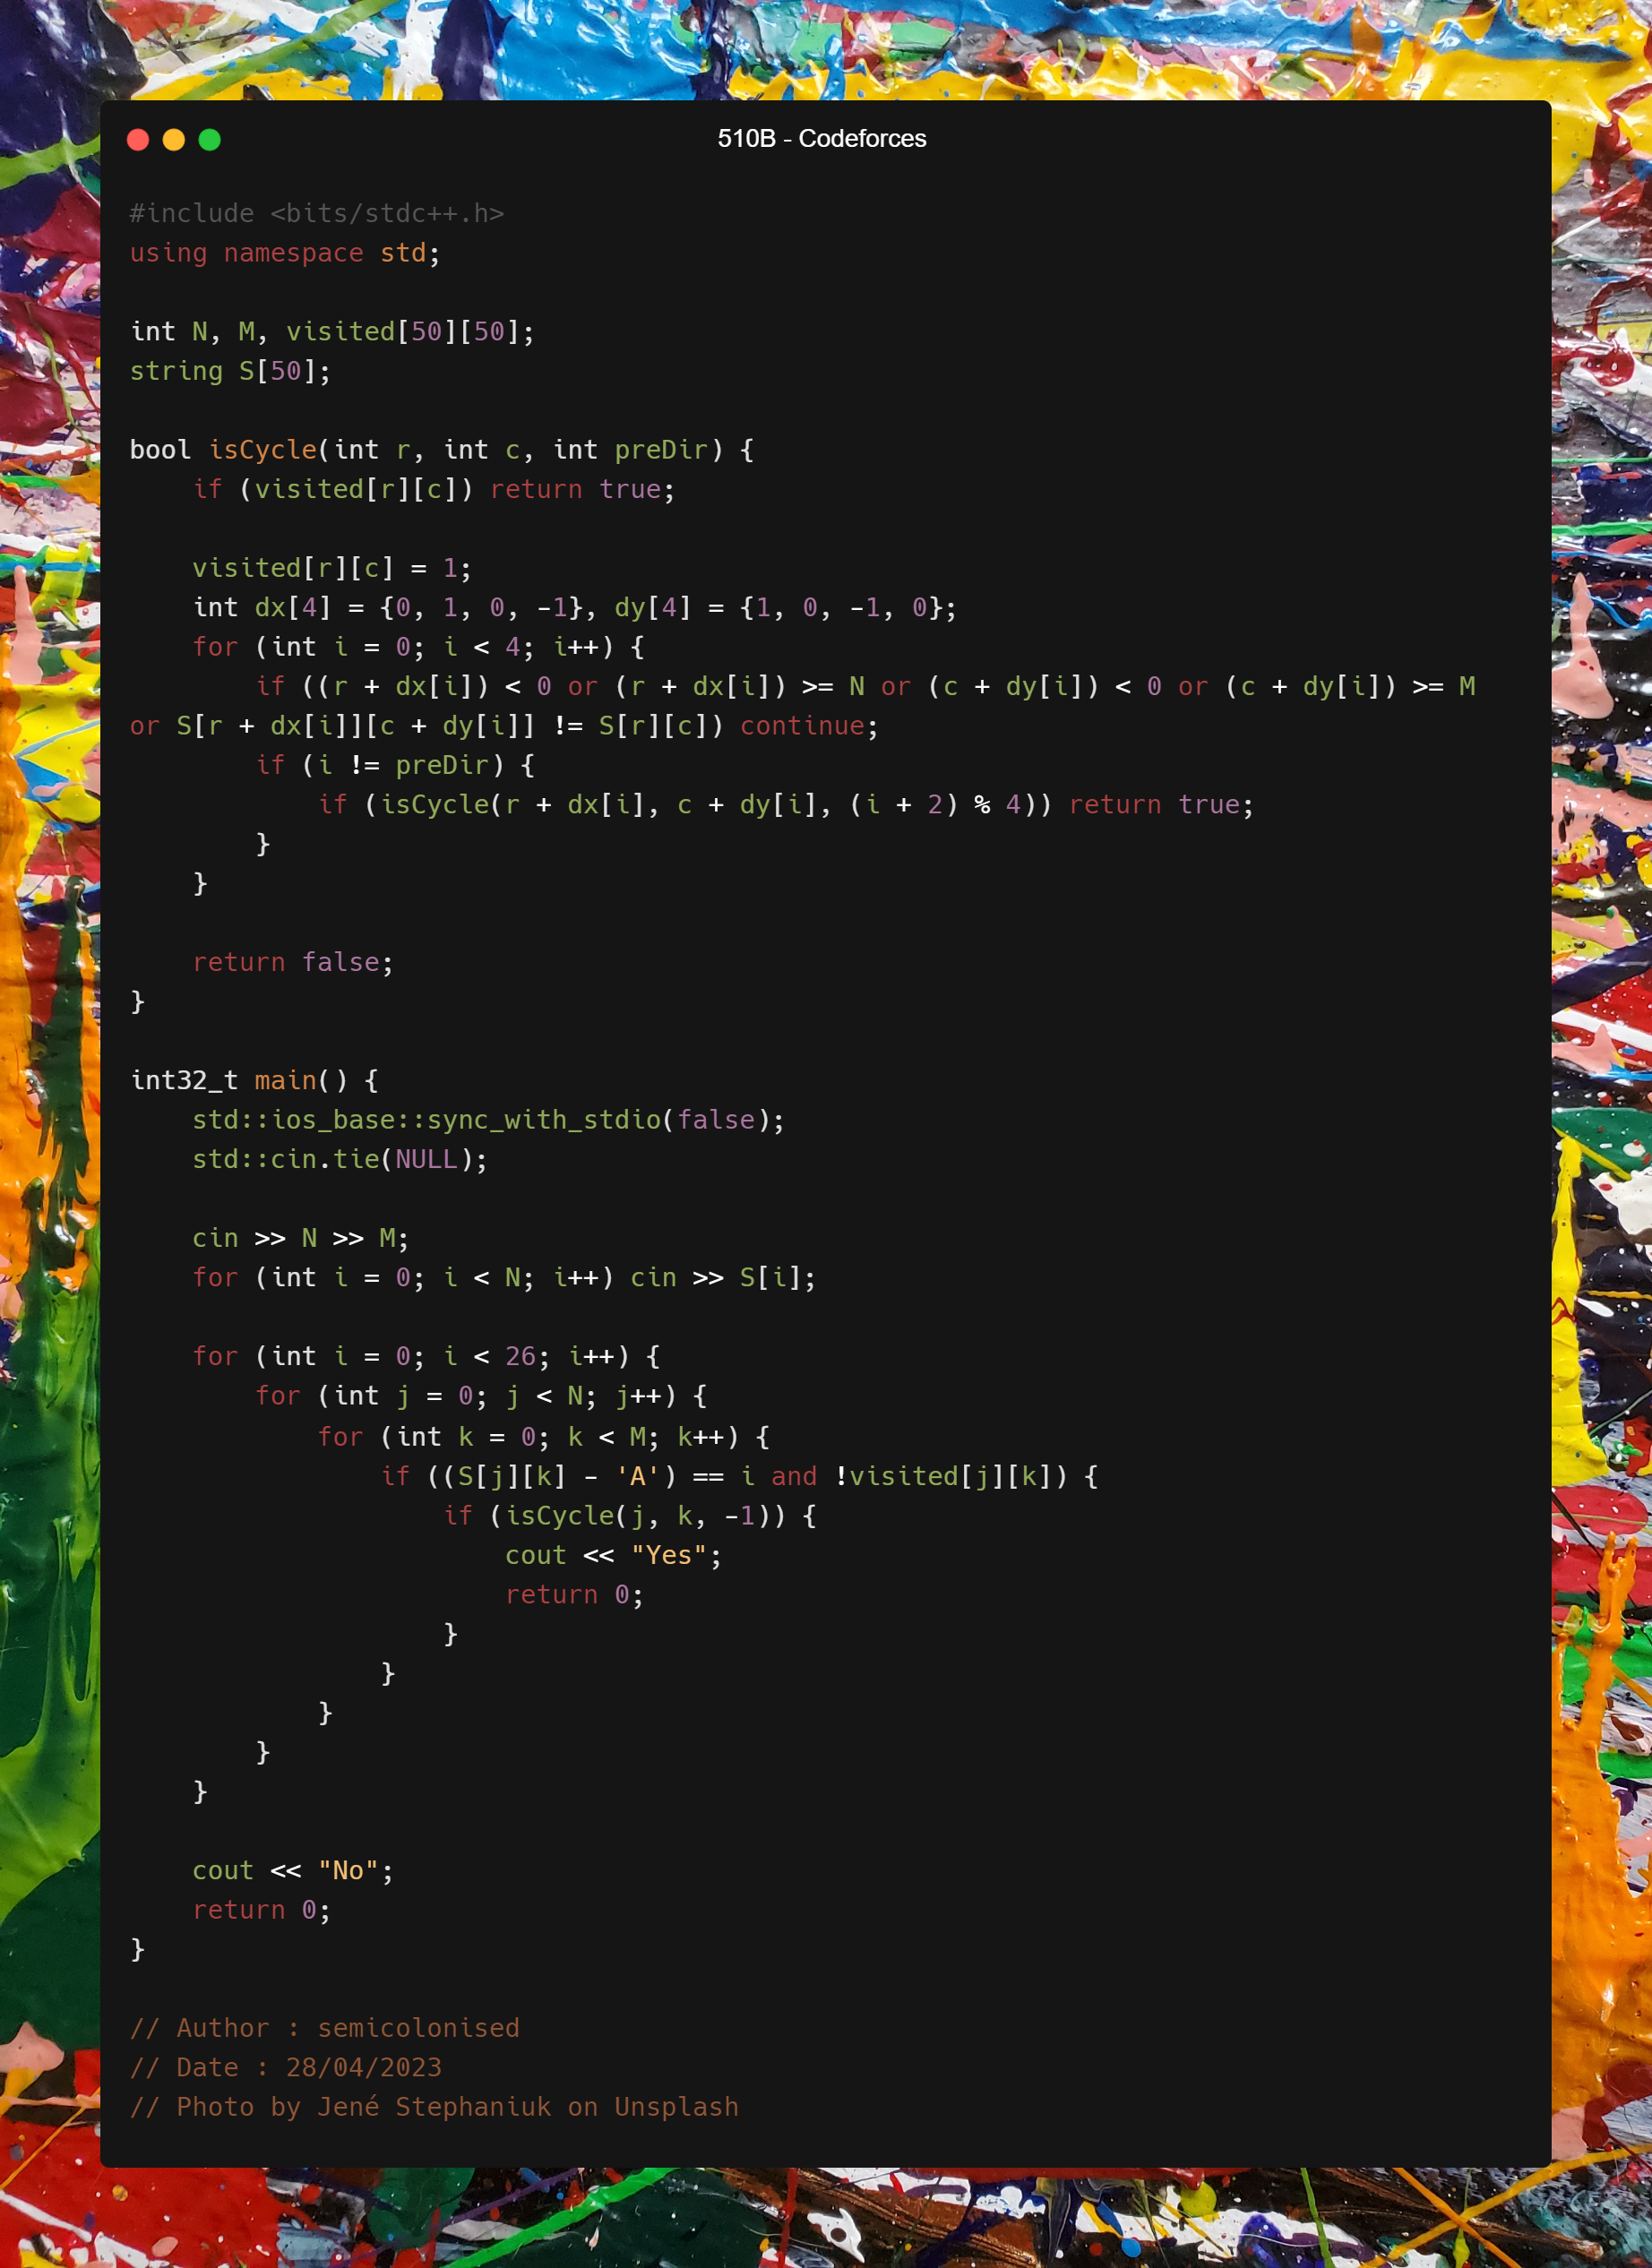 510B - Codeforces
#include <bits/stdc++.h>
using namespace std;
int N, M, visited[50][50];
string S[50];
bool isCycle(int r, int c, int preDir) {
    if (visited[r][c]) return true;
    visited[r][c] = 1;
    int dx[4] = {0, 1, 0, -1}, dy[4] = {1, 0, -1, 0};
    for (int i = 0; i < 4; i++) {
        if ((r + dx[i]) < 0 or (r + dx[i]) >= N or (c + dy[i]) < 0 or (c + dy[i]) >= M
or S[r + dx[i]][c + dy[i]] != S[r][c]) continue;
        if (i != preDir) {
            if (isCycle(r + dx[i], c + dy[i], (i + 2) % 4)) return true;
        }
    }
    return false;
}
int32_t main() {
    std::ios_base::sync_with_stdio(false);
    std::cin.tie(NULL);
    cin >> N >> M;
    for (int i = 0; i < N; i++) cin >> S[i];
    for (int i = 0; i < 26; i++) {
        for (int j = 0; j < N; j++) {
            for (int k = 0; k < M; k++) {
                if ((S[j][k] - 'A') == i and !visited[j][k]) {
                    if (isCycle(j, k, -1)) {
                        cout << "Yes";
                        return 0;
                    }
                }
            }
        }
    }
    cout << "No";
    return 0;
}
// Author : semicolonised
// Date : 28/04/2023
// Photo by Jené Stephaniuk on Unsplash